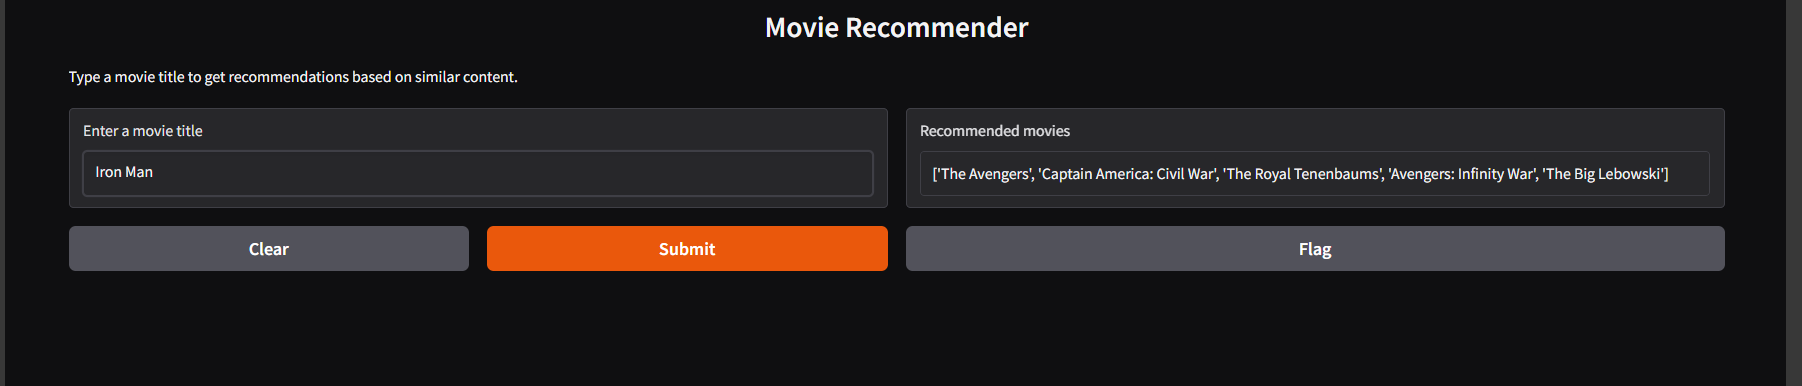 Movie Recommender
Type a movie title to get recommendations based on similar content.
Enter a movie title
Iron Man
Recommended movies
['The Avengers', 'Captain America: Civil War', 'The Royal Tenenbaums', 'Avengers: Infinity War', 'The Big Lebowski']
Clear
Submit
Flag